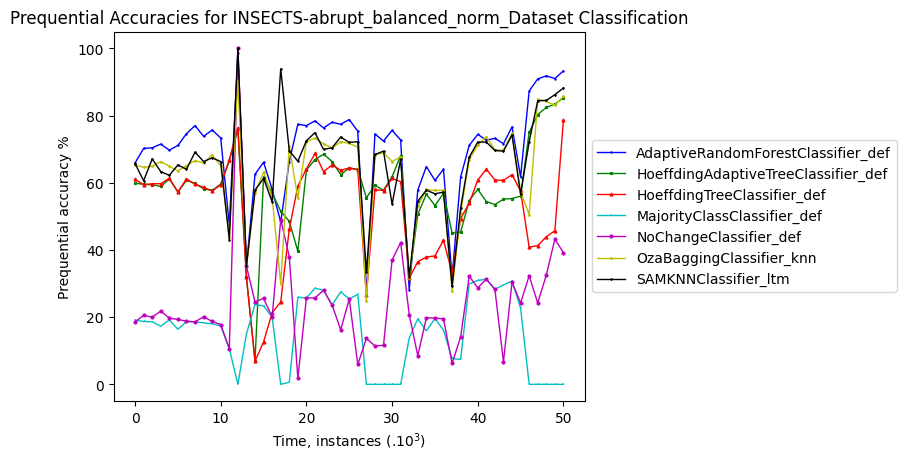 Prequential Accuracies for INSECTS-abrupt_balanced_norm_Dataset Classification
Prequential accuracy %
100
80
60
40
20
0
0 10 20 30 40 50
Time, instances (.10³)
AdaptiveRandomForestClassifier_def
HoeffdingAdaptiveTreeClassifier_def
HoeffdingTreeClassifier_def
MajorityClassClassifier_def
NoChangeClassifier_def
OzaBaggingClassifier_knn
SAMKNNClassifier_ltm